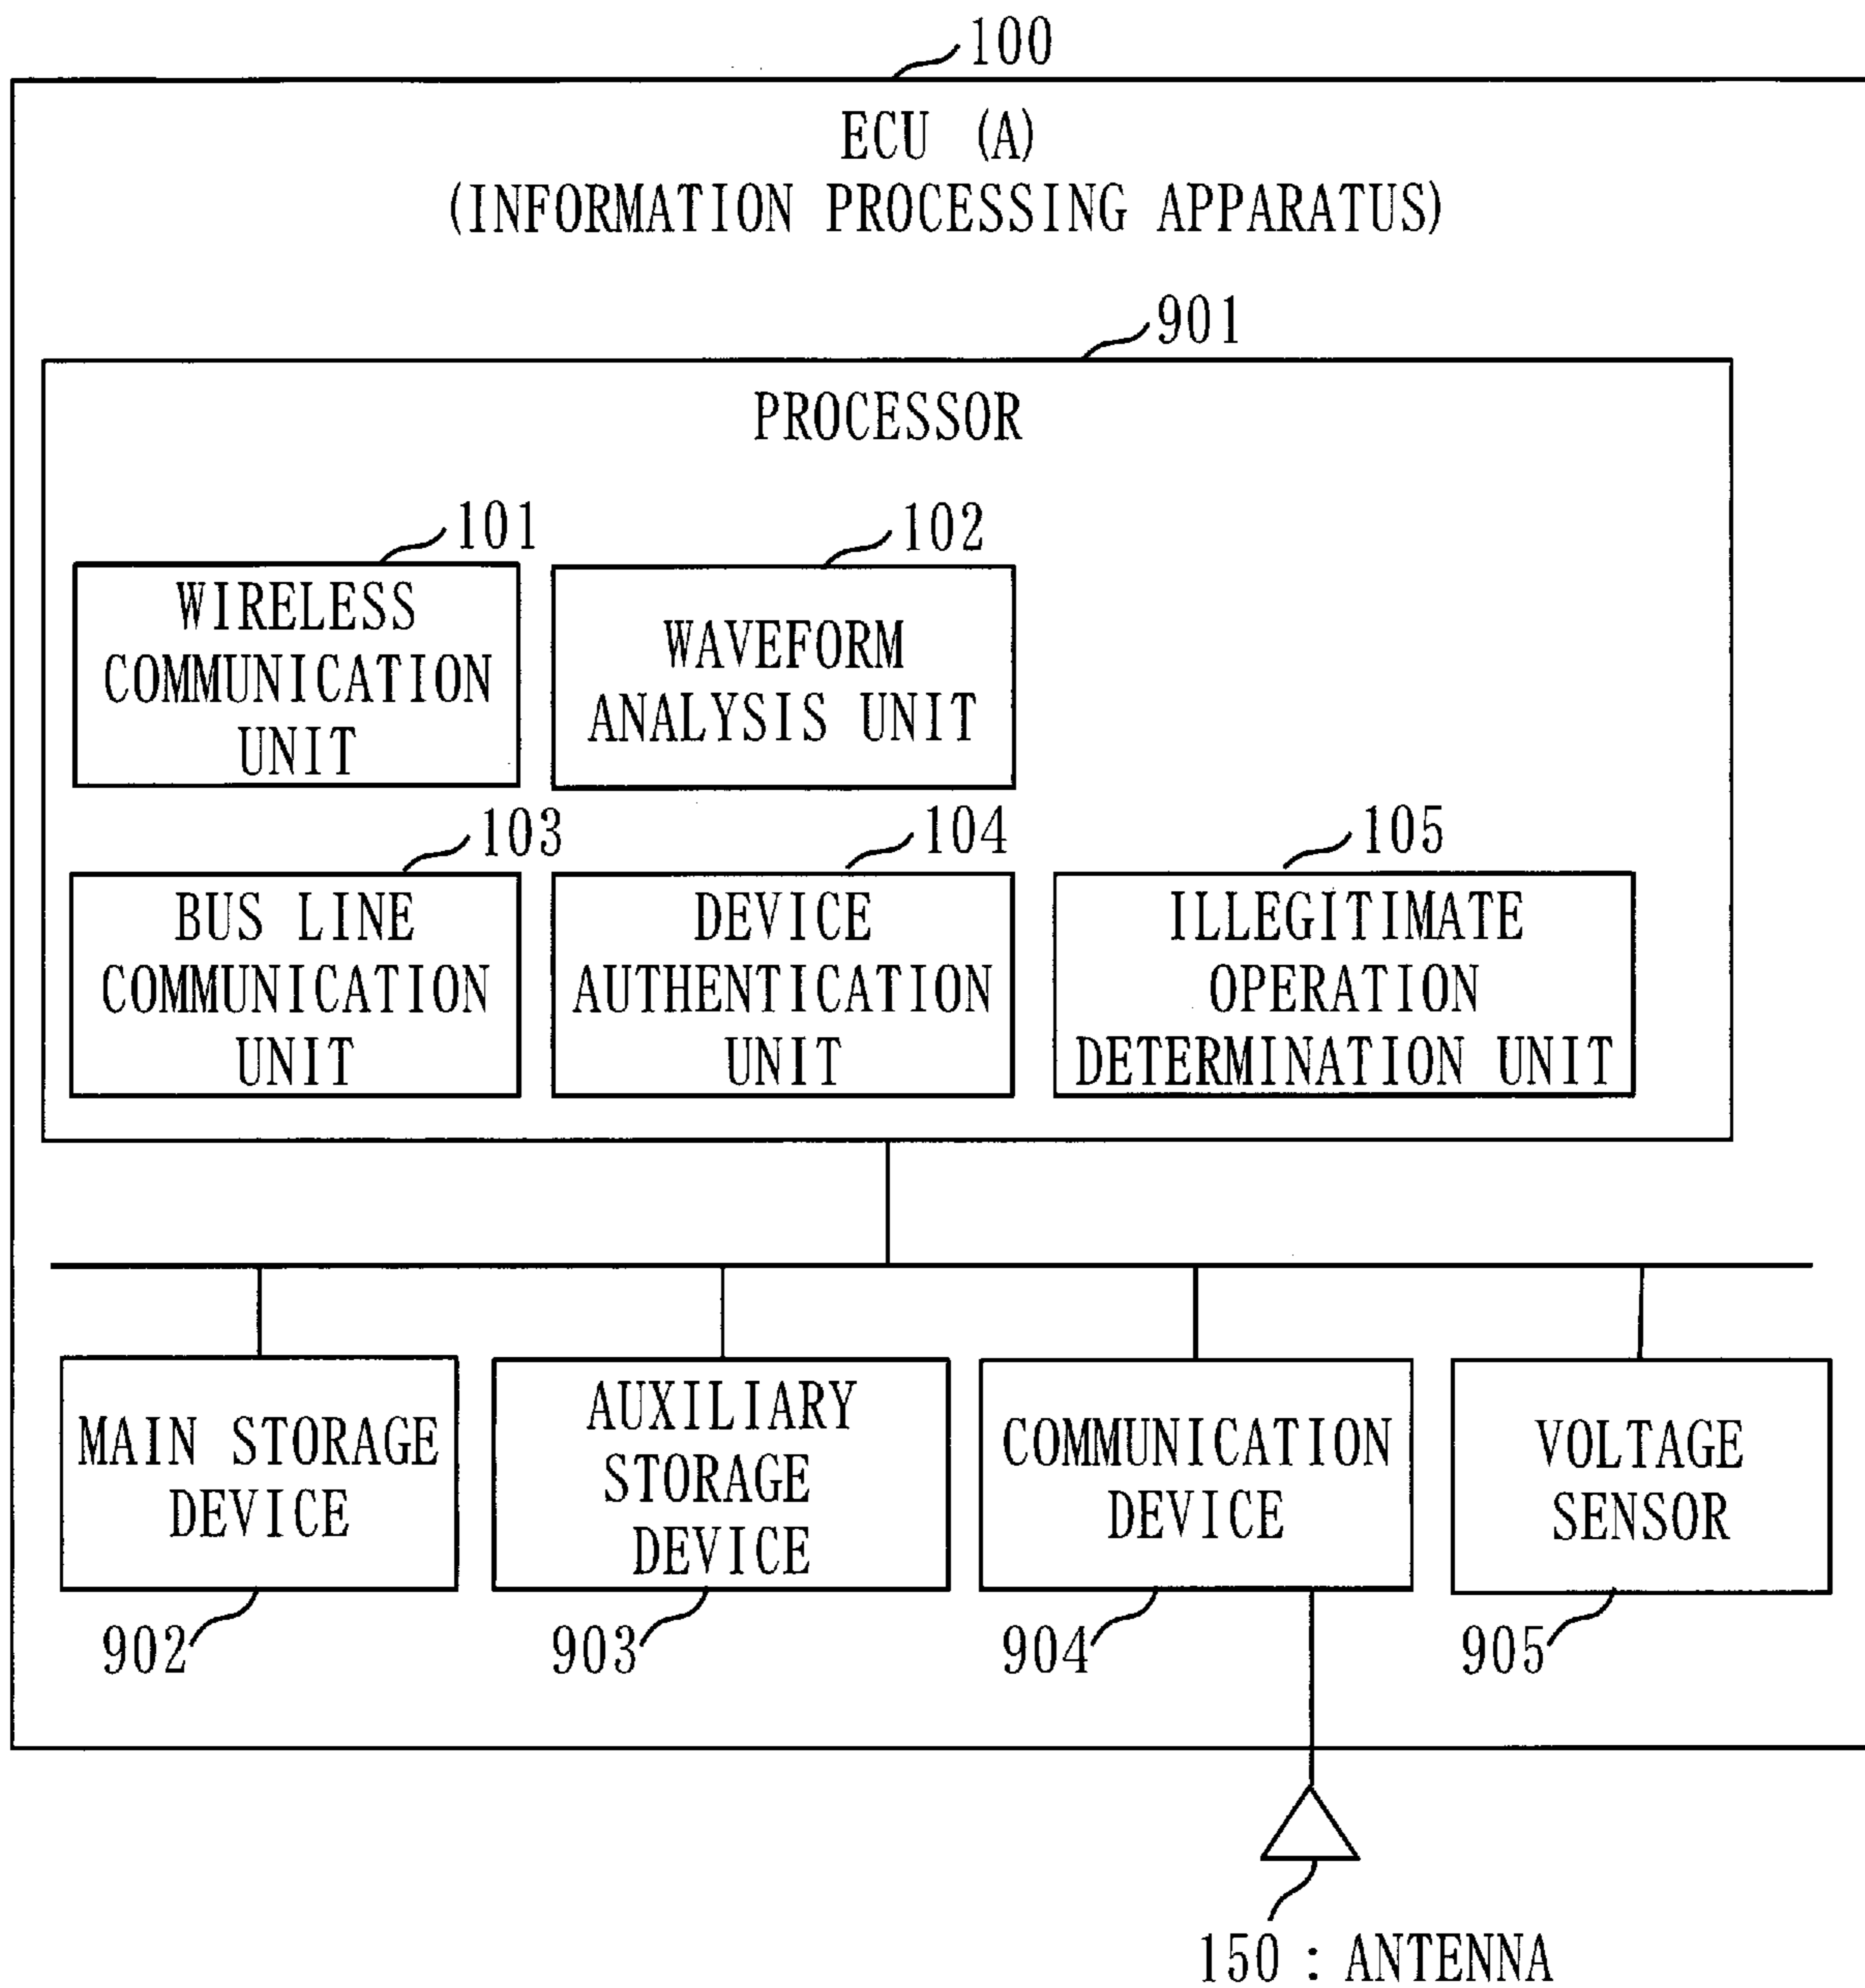 100
ECU (A)
(INFORMATION PROCESSING APPARATUS)
901
PROCESSOR
101
WIRELESS
COMMUNICATION
UNIT
102
WAVEFORM
ANALYSIS UNIT
103
BUS LINE
COMMUNICATION
UNIT
104
DEVICE
AUTHENTICATION
UNIT
105
ILLEGITIMATE
OPERATION
DETERMINATION UNIT
MAIN STORAGE
DEVICE
902
AUXILIARY
STORAGE
DEVICE
903
COMMUNICATION
DEVICE
904
VOLTAGE
SENSOR
905
150 : ANTENNA